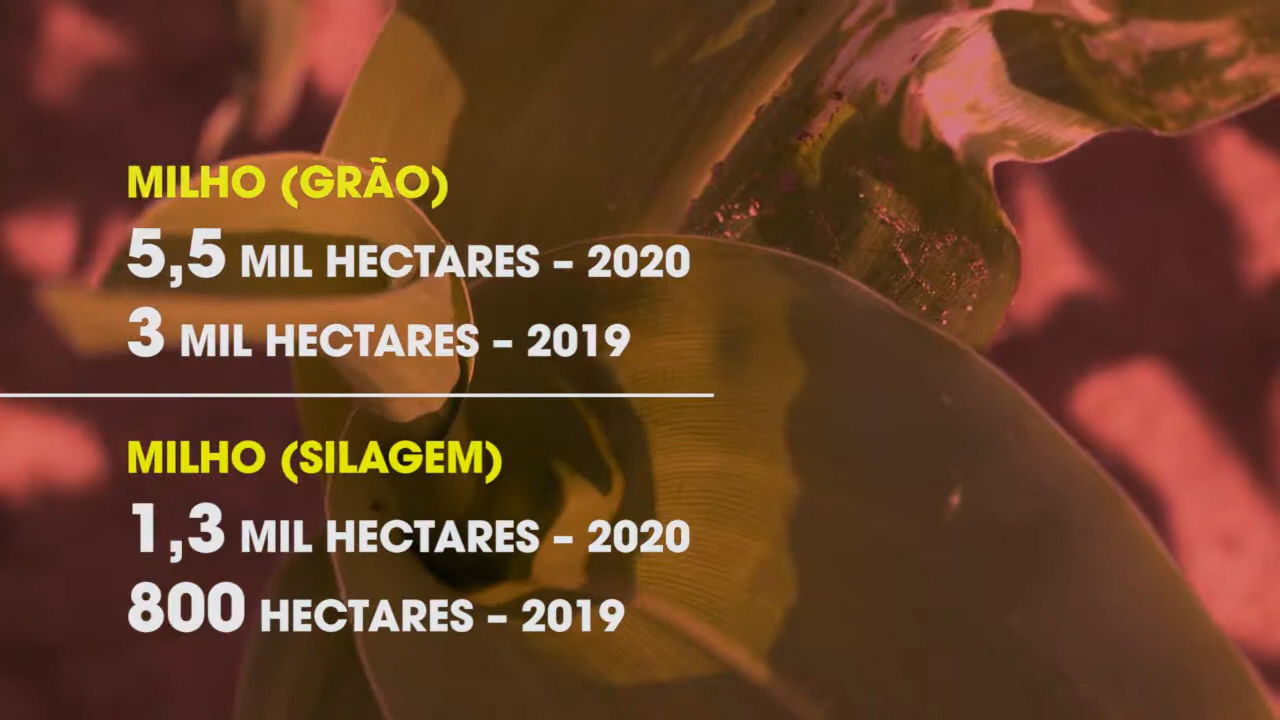 MILHO (GRÃO)
5,5 MIL HECTARES - 2020
3 MIL HECTARES - 2019
MILHO (SILAGEM)
1,3 MIL HECTARES - 2020
800 HECTARES - 2019